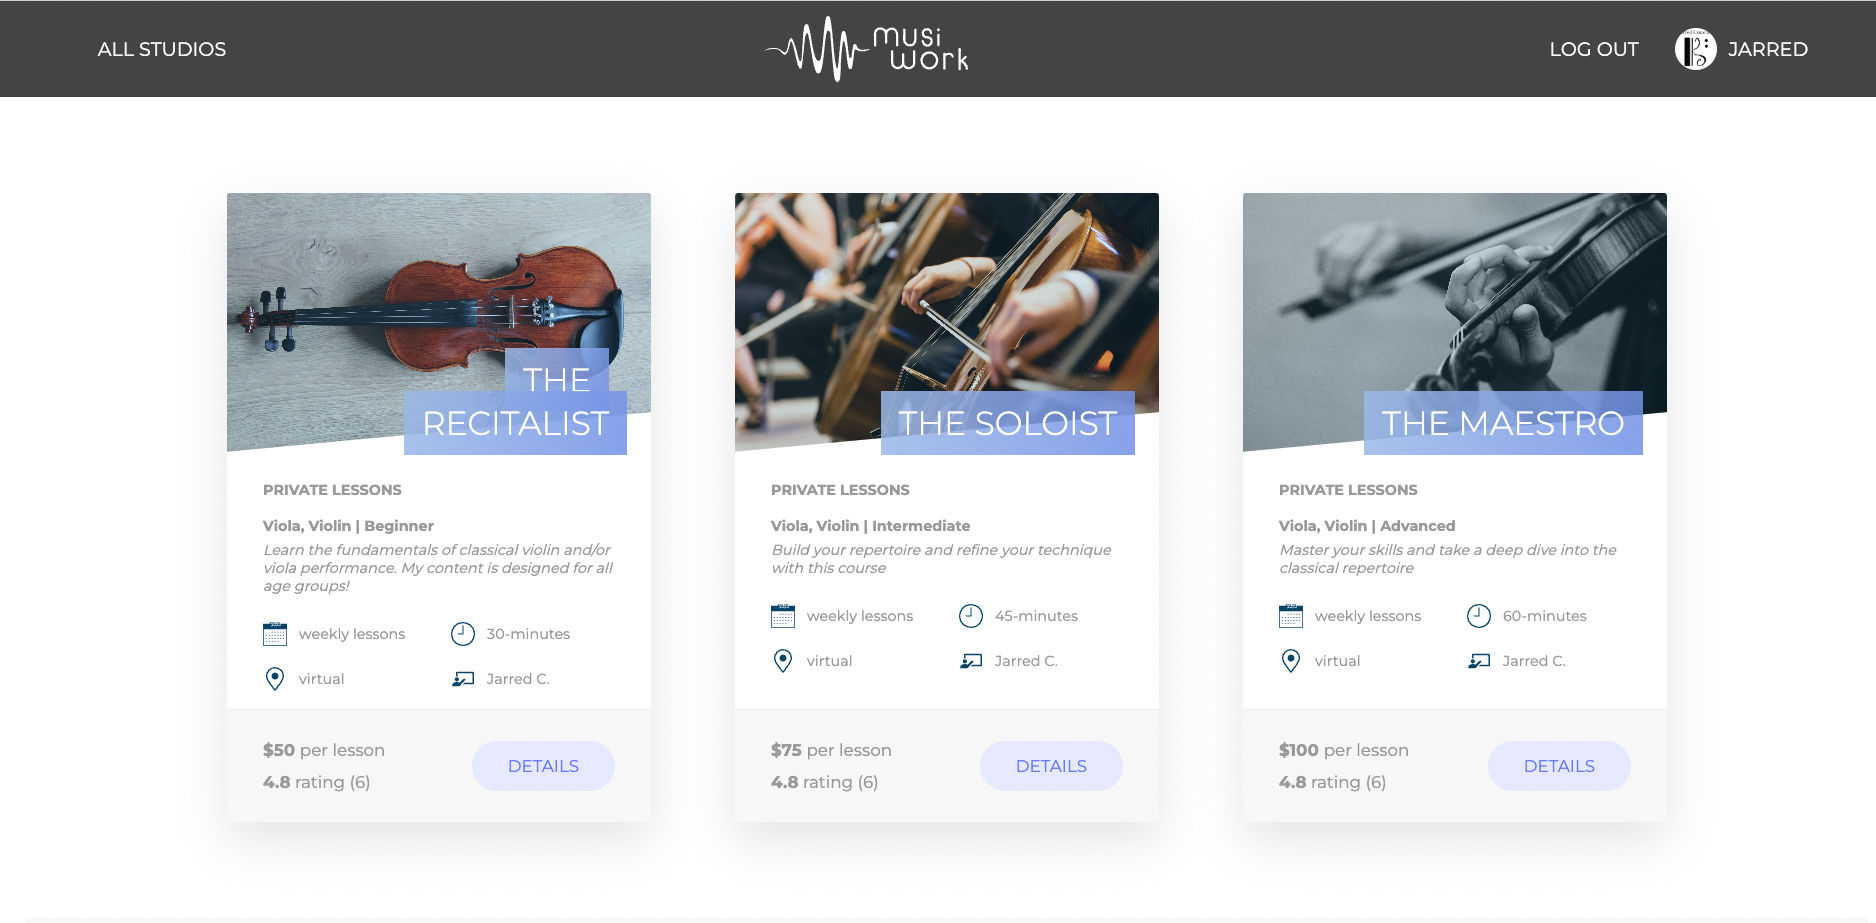 ALL STUDIOS
musi
work
LOG OUT
JARRED
THE
RECITALIST
PRIVATE LESSONS
Viola, Violin | Beginner
Learn the fundamentals of classical violin and/or
viola performance. My content is designed for all
age groups!
weekly lessons
30-minutes
virtual
Jarred C.
$50 per lesson
4.8 rating (6)
DETAILS
THE SOLOIST
PRIVATE LESSONS
Viola, Violin | Intermediate
Build your repertoire and refine your technique
with this course
weekly lessons
45-minutes
virtual
Jarred C.
$75 per lesson
4.8 rating (6)
DETAILS
THE MAESTRO
PRIVATE LESSONS
Viola, Violin | Advanced
Master your skills and take a deep dive into the
classical repertoire
weekly lessons
60-minutes
virtual
Jarred C.
$100 per lesson
4.8 rating (6)
DETAILS